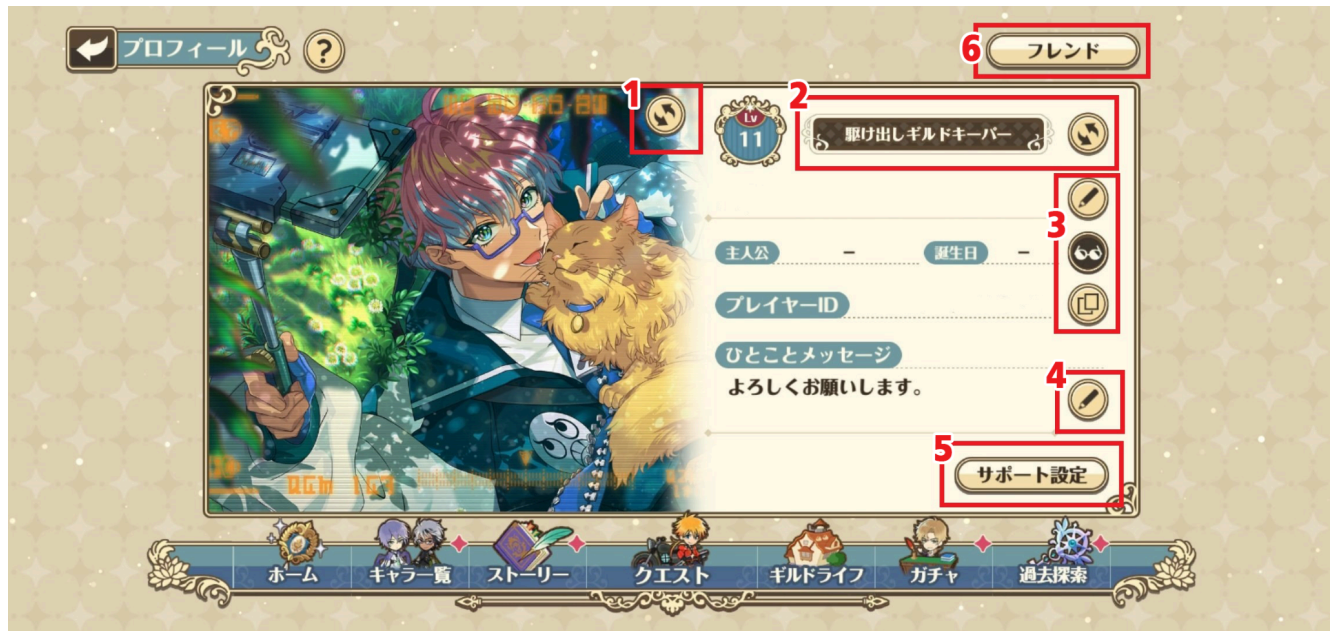 プロフィール
?
6
フレンド
1
2
Lv
11
駆け出しギルドキーパー
3
主人公
-
誕生日
-
プレイヤーID
ひとことメッセージ
よろしくお願いします。
4
5
サポート設定
ホーム
キャラ一覧
ストーリー
クエスト
ギルドライフ
ガチャ
過去探索